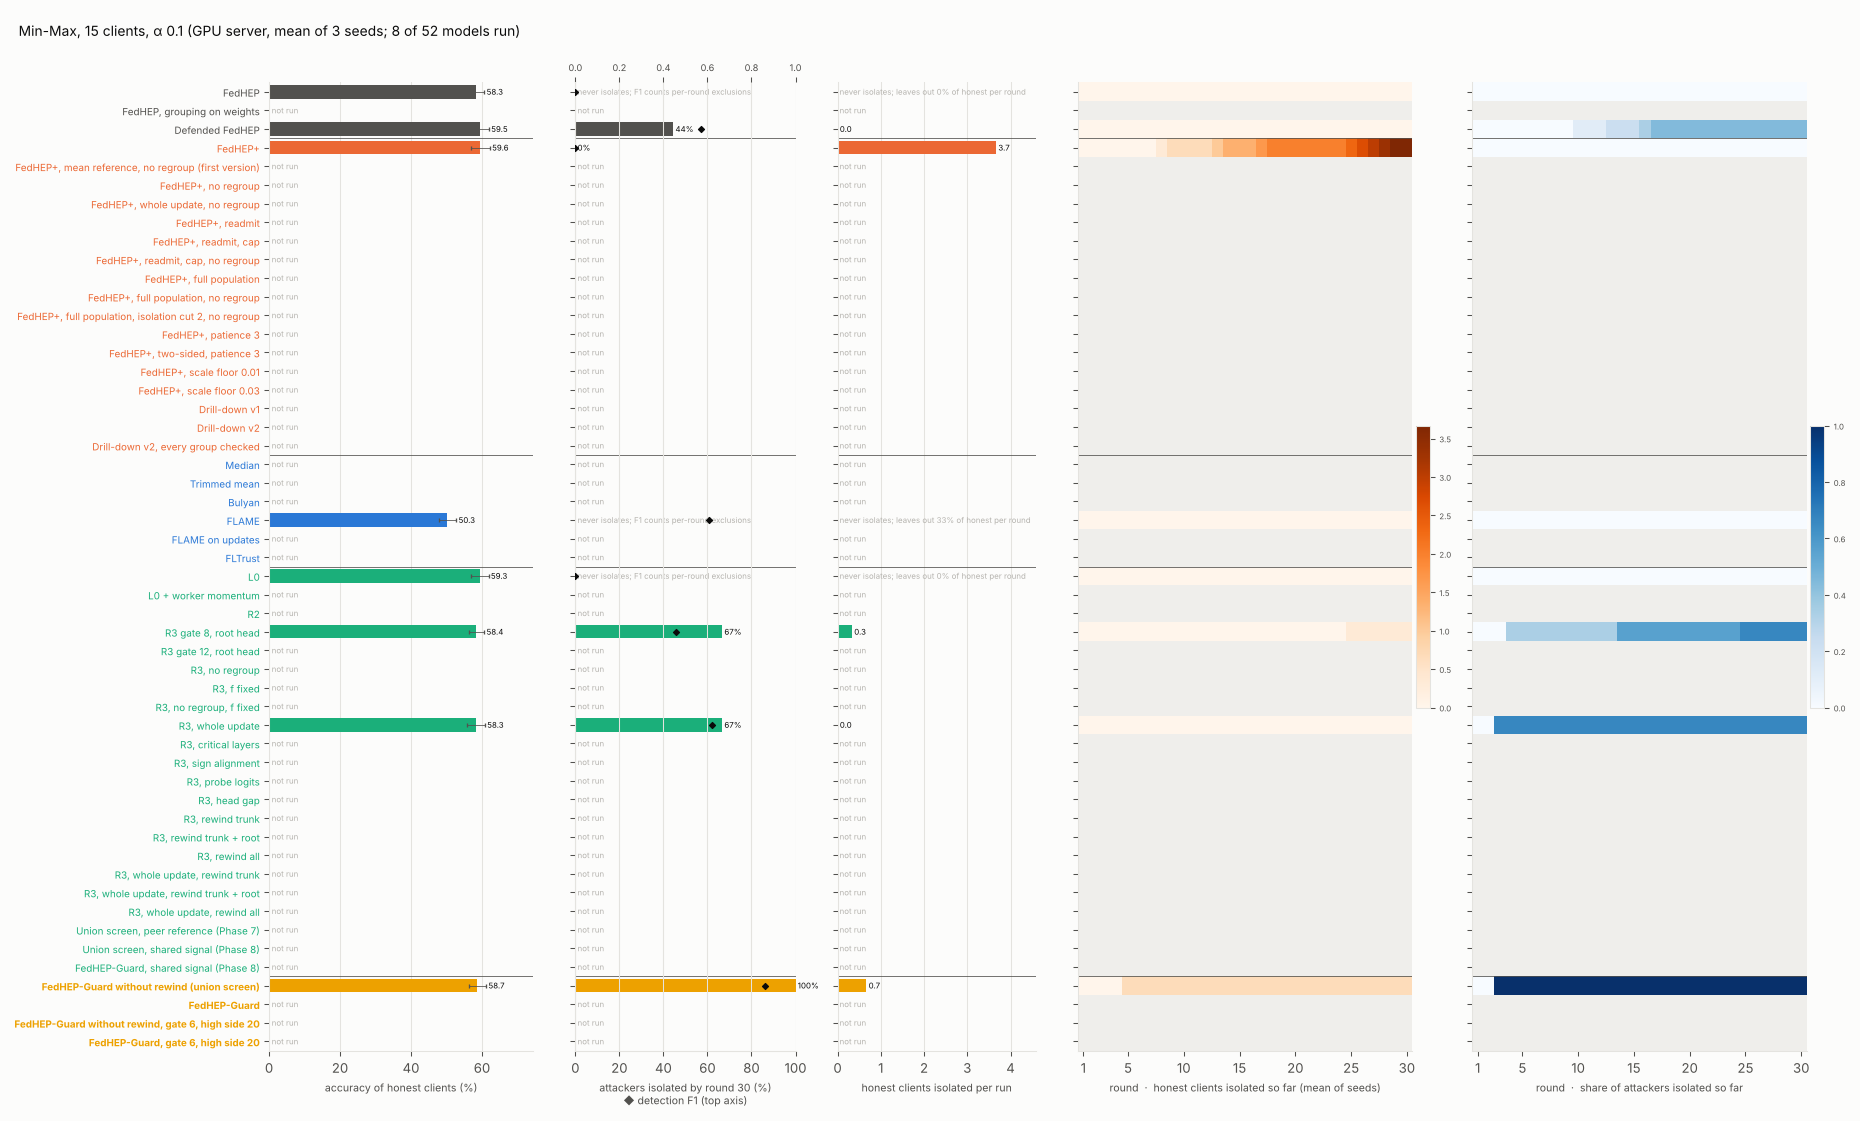 Min-Max, 15 clients, α 0.1 (GPU server, mean of 3 seeds; 8 of 52 models run)
0.0 0.2 0.4 0.6 0.8 1.0
FedHEP 58.3 never isolates; F1 counts per-round exclusions never isolates; leaves out 0% of honest per round
FedHEP, grouping on weights not run not run not run
Defended FedHEP 59.5 44% 0.0
FedHEP+ 59.6 0% 3.7
FedHEP+, mean reference, no regroup (first version) not run not run not run
FedHEP+, no regroup not run not run not run
FedHEP+, whole update, no regroup not run not run not run
FedHEP+, readmit not run not run not run
FedHEP+, readmit, cap not run not run not run
FedHEP+, readmit, cap, no regroup not run not run not run
FedHEP+, full population not run not run not run
FedHEP+, full population, no regroup not run not run not run
FedHEP+, full population, isolation cut 2, no regroup not run not run not run
FedHEP+, patience 3 not run not run not run
FedHEP+, two-sided, patience 3 not run not run not run
FedHEP+, scale floor 0.01 not run not run not run
FedHEP+, scale floor 0.03 not run not run not run
Drill-down v1 not run not run not run
Drill-down v2 not run not run not run
Drill-down v2, every group checked not run not run not run
Median not run not run not run
Trimmed mean not run not run not run
Bulyan not run not run not run
FLAME 50.3 never isolates; F1 counts per-round exclusions never isolates; leaves out 33% of honest per round
FLAME on updates not run not run not run
FLTrust not run not run not run
L0 59.3 never isolates; F1 counts per-round exclusions never isolates; leaves out 0% of honest per round
L0 + worker momentum not run not run not run
R2 not run not run not run
R3 gate 8, root head 58.4 67% 0.3
R3 gate 12, root head not run not run not run
R3, no regroup not run not run not run
R3, f fixed not run not run not run
R3, no regroup, f fixed not run not run not run
R3, whole update 58.3 67% 0.0
R3, critical layers not run not run not run
R3, sign alignment not run not run not run
R3, probe logits not run not run not run
R3, head gap not run not run not run
R3, rewind trunk not run not run not run
R3, rewind trunk + root not run not run not run
R3, rewind all not run not run not run
R3, whole update, rewind trunk not run not run not run
R3, whole update, rewind trunk + root not run not run not run
R3, whole update, rewind all not run not run not run
Union screen, peer reference (Phase 7) not run not run not run
Union screen, shared signal (Phase 8) not run not run not run
FedHEP-Guard, shared signal (Phase 8) not run not run not run
FedHEP-Guard without rewind (union screen) 58.7 100% 0.7
FedHEP-Guard not run not run not run
FedHEP-Guard without rewind, gate 6, high side 20 not run not run not run
FedHEP-Guard, gate 6, high side 20 not run not run not run
0 20 40 60
accuracy of honest clients (%)
0 20 40 60 80 100
attackers isolated by round 30 (%)
◆ detection F1 (top axis)
0 1 2 3 4
honest clients isolated per run
1 5 10 15 20 25 30
round · honest clients isolated so far (mean of seeds)
3.5
3.0
2.5
2.0
1.5
1.0
0.5
0.0
1 5 10 15 20 25 30
round · share of attackers isolated so far
1.0
0.8
0.6
0.4
0.2
0.0